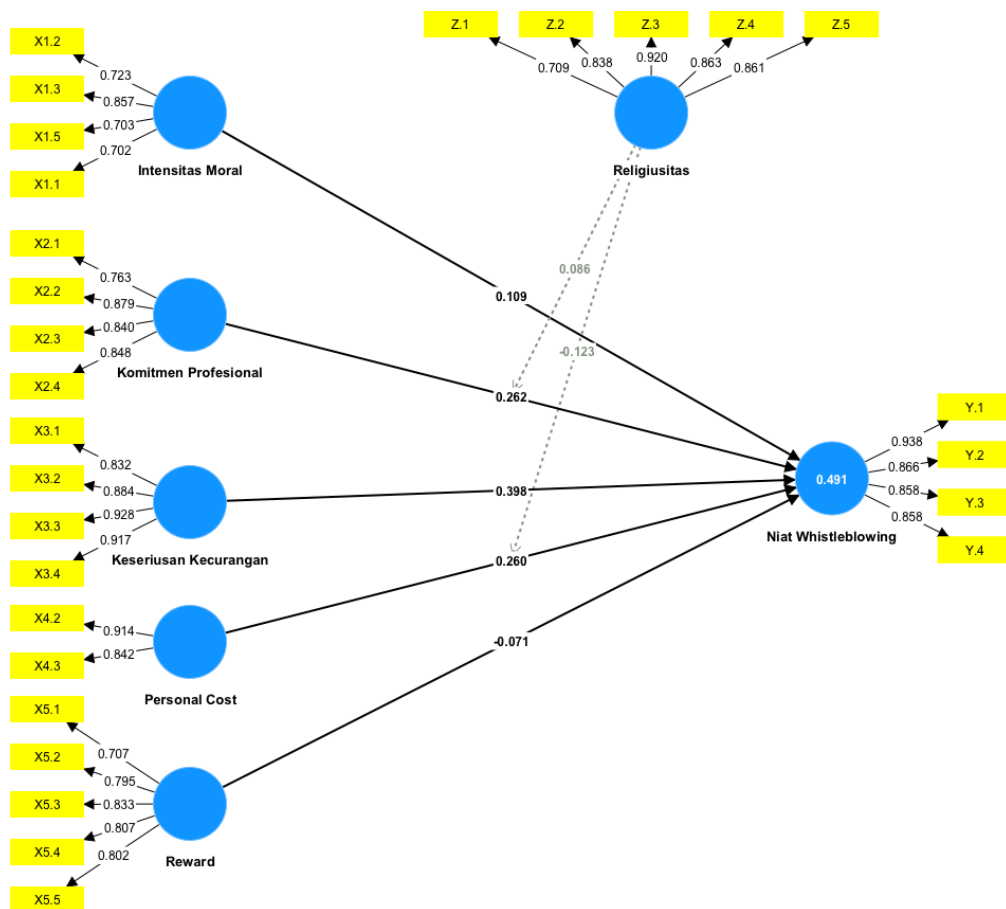 Z.1
Z.2
Z.3
Z.4
Z.5
0.709
0.838
0.920
0.863
0.861
Religiusitas
X1.2
X1.3
X1.5
X1.1
0.723
0.857
0.703
0.702
Intensitas Moral
X2.1
X2.2
X2.3
X2.4
0.763
0.879
0.840
0.848
Komitmen Profesional
X3.1
X3.2
X3.3
X3.4
0.832
0.884
0.928
0.917
Keseriusan Kecurangan
X4.2
X4.3
0.914
0.842
Personal Cost
X5.1
X5.2
X5.3
X5.4
X5.5
0.707
0.795
0.833
0.807
0.802
Reward
0.086
0.109
-0.123
0.262
0.398
0.260
-0.071
0.491
Niat Whistleblowing
0.938
0.866
0.858
0.858
Y.1
Y.2
Y.3
Y.4